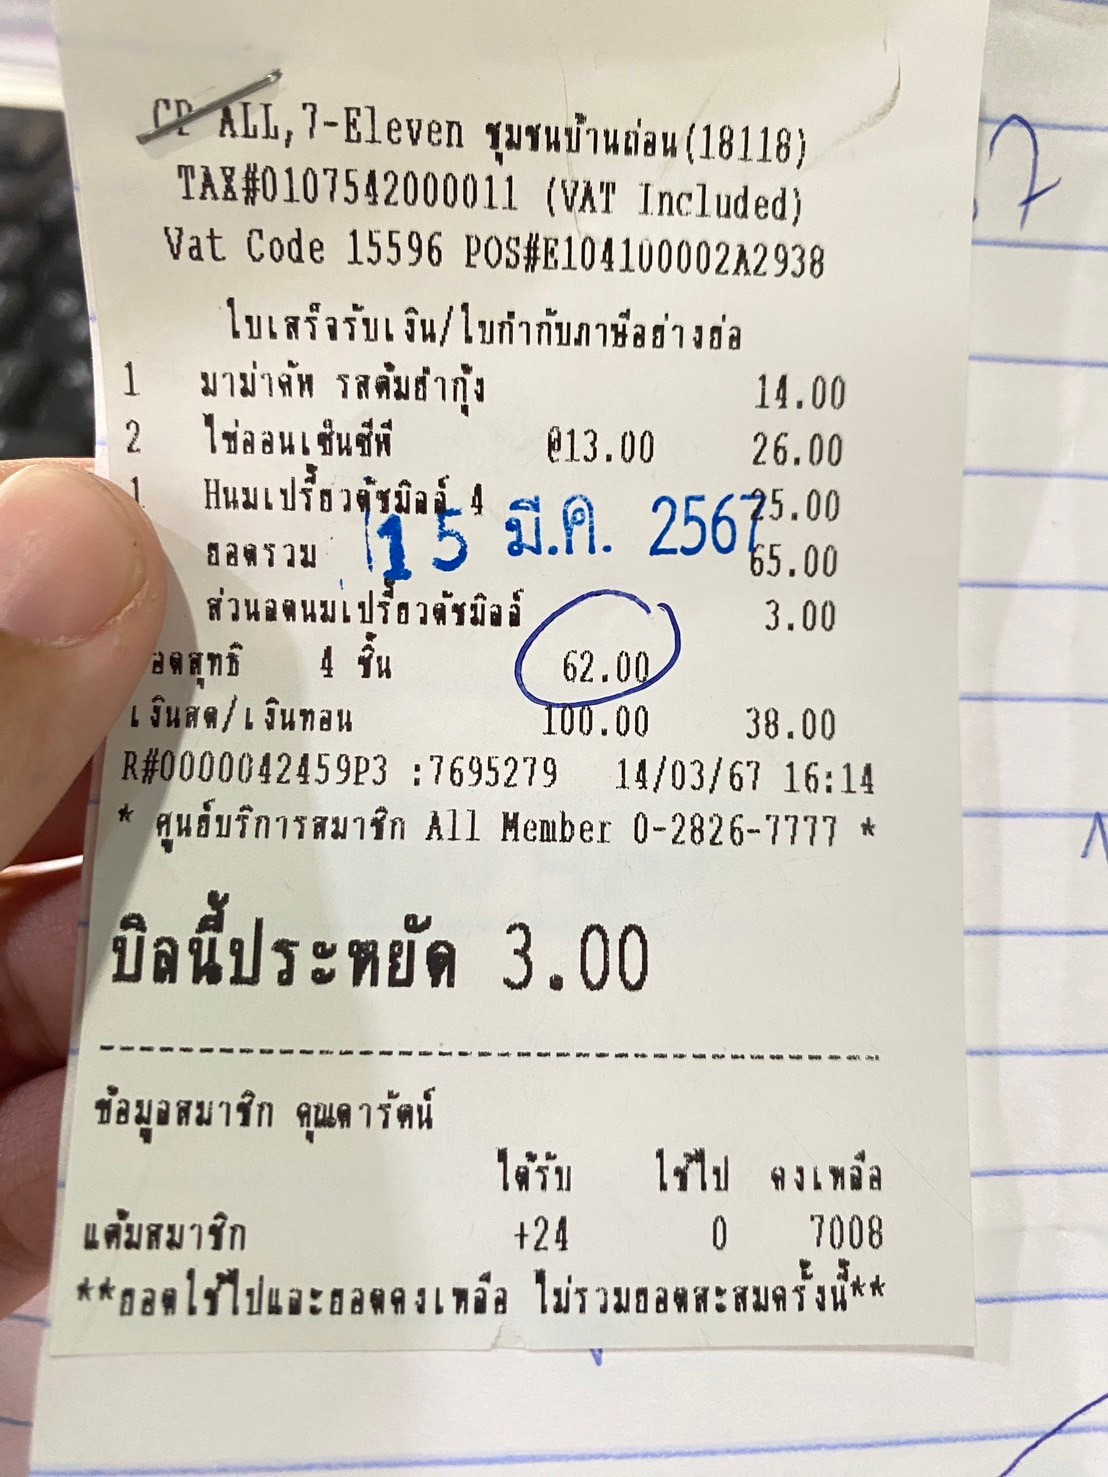 CP ALL,7-Eleven ชุมชนบ้านถ่อน(18118)
TAX#0107542000011 (VAT Included)
Vat Code 15596 POS#E104100002A2938
ใบเสร็จรับเงิน/ใบกำกับภาษีอย่างย่อ
1 มาม่าคัพ รสต้มยำกุ้ง 14.00
2 ไข่ออนเซ็นซีพี @13.00 26.00
1 Hนมเปรี้ยวดัชมิลล์ 4 25.00
15 มี.ค. 2567
ยอดรวม 65.00
ส่วนลดนมเปรี้ยวดัชมิลล์ 3.00
อดสุทธิ 4 ชิ้น 62.00
เงินสด/เงินทอน 100.00 38.00
R#0000042459P3 :7695279 14/03/67 16:14
* ศูนย์บริการสมาชิก All Member 0-2826-7777 *
บิลนี้ประหยัด 3.00
ข้อมูลสมาชิก คุณดารัตน์
ได้รับ ใช้ไป คงเหลือ
แต้มสมาชิก +24 0 7008
**ยอดใช้ไปและยอดคงเหลือ ไม่รวมยอดสะสมครั้งนี้**